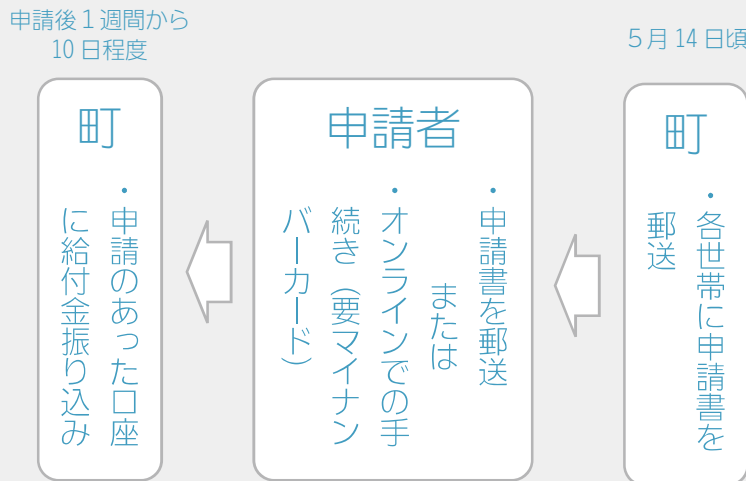 5月14日頃
町
・各世帯に申請書を
郵送
申請者
・申請書を郵送
または
・オンラインでの手
続き（要マイナン
バーカード）
申請後１週間から
10日程度
町
・申請のあった口座
に給付金振り込み